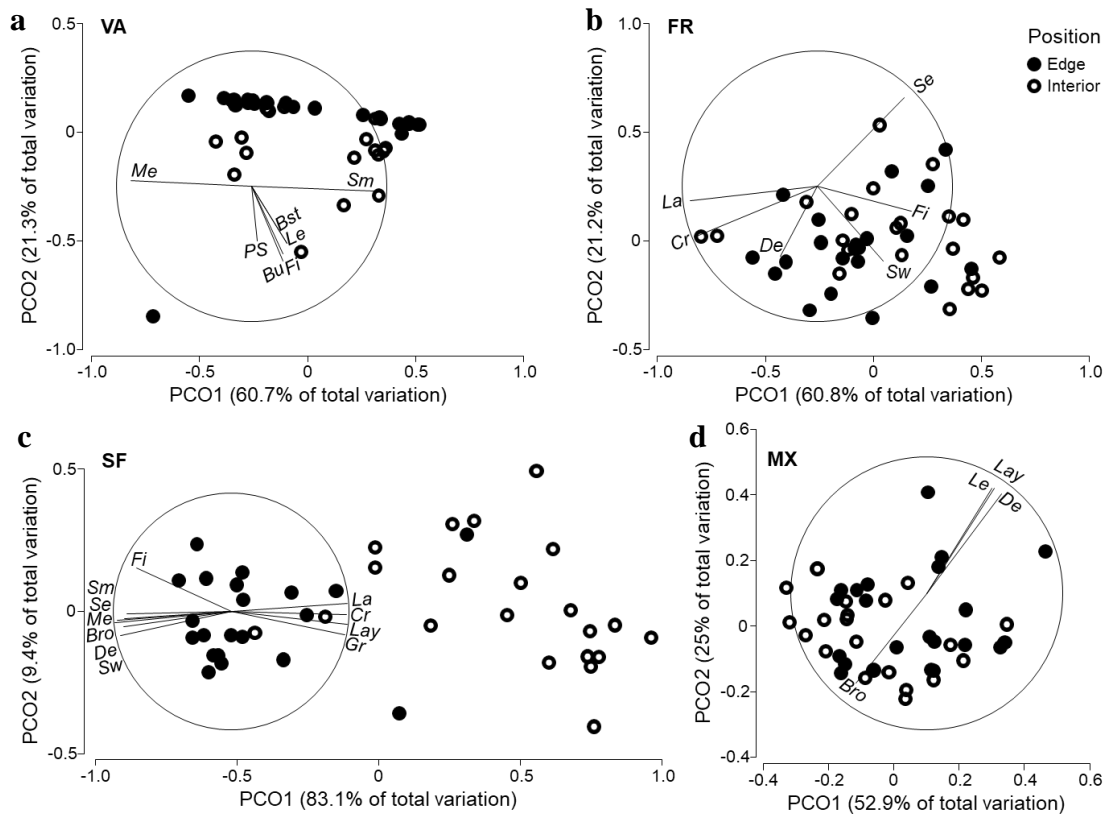 a
VA
0.5
0
-0.5
-1.0
PCO2 (21.3% of total variation)
Me
Sm
Bst
Le
PS
Bu
Fi
-1.0
-0.5
0
0.5
1.0
PCO1 (60.7% of total variation)
b
FR
Position
Edge
Interior
1.0
0.5
0
-0.5
PCO2 (21.2% of total variation)
Se
La
Cr
De
Fi
Sw
-1.0
-0.5
0
0.5
1.0
PCO1 (60.8% of total variation)
c
SF
0.5
0
-0.5
PCO2 (9.4% of total variation)
Fi
Sm
Se
Me
Bro
De
Sw
La
Cr
Lay
Gr
-1.0
-0.5
0
0.5
1.0
PCO1 (83.1% of total variation)
d
MX
0.4
0.2
0.0
-0.2
-0.4
PCO2 (25% of total variation)
Lay
Le
De
Bro
-0.6
-0.4
-0.2
0
0.2
0.4
0.6
PCO1 (52.9% of total variation)